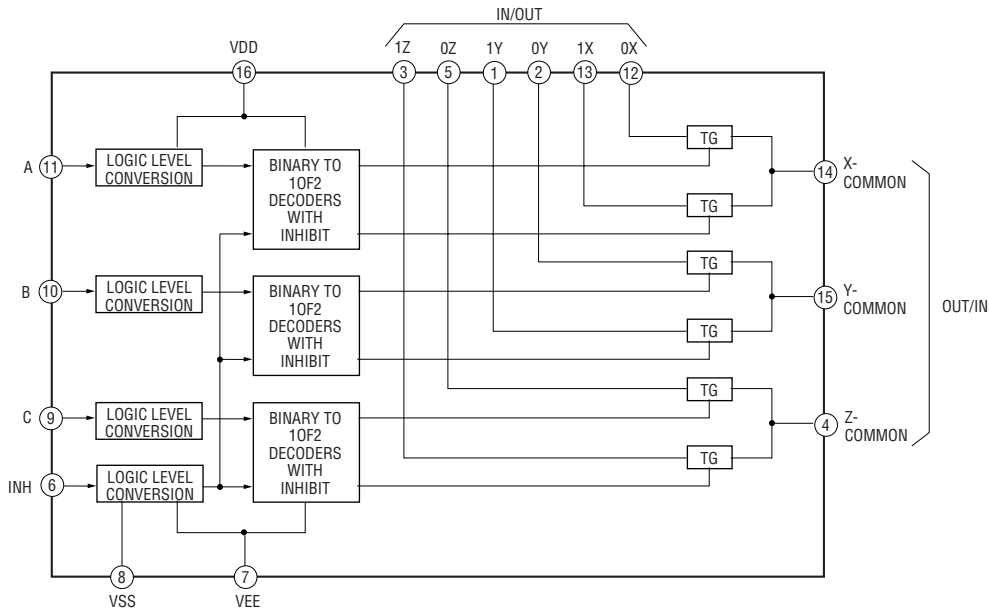 IN/OUT
VDD
1Z 0Z 1Y 0Y 1X 0X
16 3 5 1 2 13 12
TG
A 11
LOGIC LEVEL
CONVERSION
BINARY TO
1OF2
DECODERS
WITH
INHIBIT
14
X-
COMMON
TG
TG
B 10
LOGIC LEVEL
CONVERSION
BINARY TO
1OF2
DECODERS
WITH
INHIBIT
15
Y-
COMMON
OUT/IN
TG
TG
C 9
LOGIC LEVEL
CONVERSION
BINARY TO
1OF2
DECODERS
WITH
INHIBIT
4
Z-
COMMON
TG
INH 6
LOGIC LEVEL
CONVERSION
8 7
VSS VEE